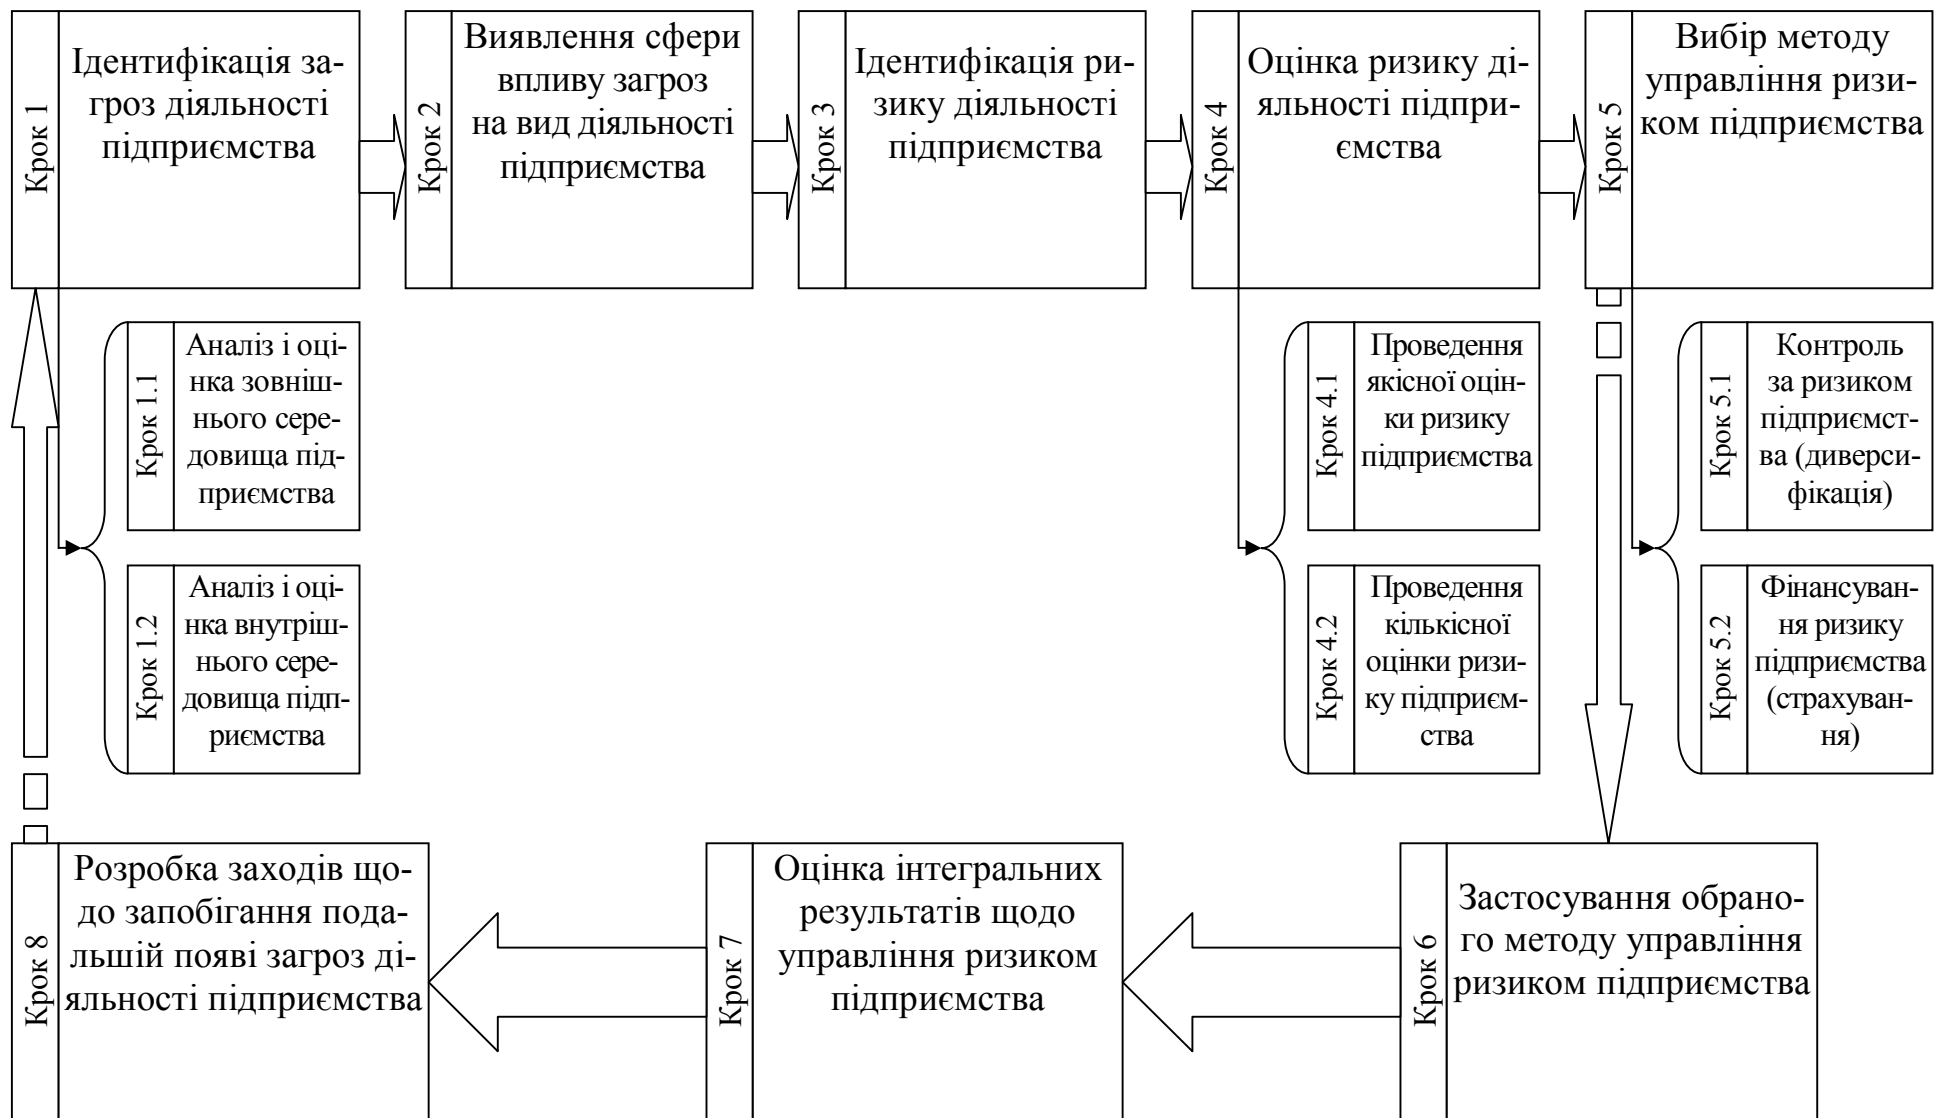 Крок 1
Ідентифікація за-
гроз діяльності
підприємства
Крок 2
Виявлення сфери
впливу загроз
на вид діяльності
підприємства
Крок 3
Ідентифікація ри-
зику діяльності
підприємства
Крок 4
Оцінка ризику ді-
яльності підпри-
ємства
Крок 5
Вибір методу
управління ризи-
ком підприємства
Крок 1.1
Аналіз і оці-
нка зовніш-
нього сере-
довища під-
приємства
Крок 1.2
Аналіз і оці-
нка внутріш-
нього сере-
довища підп-
риємства
Крок 4.1
Проведення
якісної оцін-
ки ризику
підприємства
Крок 4.2
Проведення
кількісної
оцінки ризи-
ку підприєм-
ства
Крок 5.1
Контроль
за ризиком
підприємст-
ва (диверси-
фікація)
Крок 5.2
Фінансуван-
ня ризику
підприємства
(страхуван-
ня)
Крок 8
Розробка заходів що-
до запобігання пода-
льшій появі загроз ді-
яльності підприємства
Крок 7
Оцінка інтегральних
результатів щодо
управління ризиком
підприємства
Крок 6
Застосування обрано-
го методу управління
ризиком підприємства